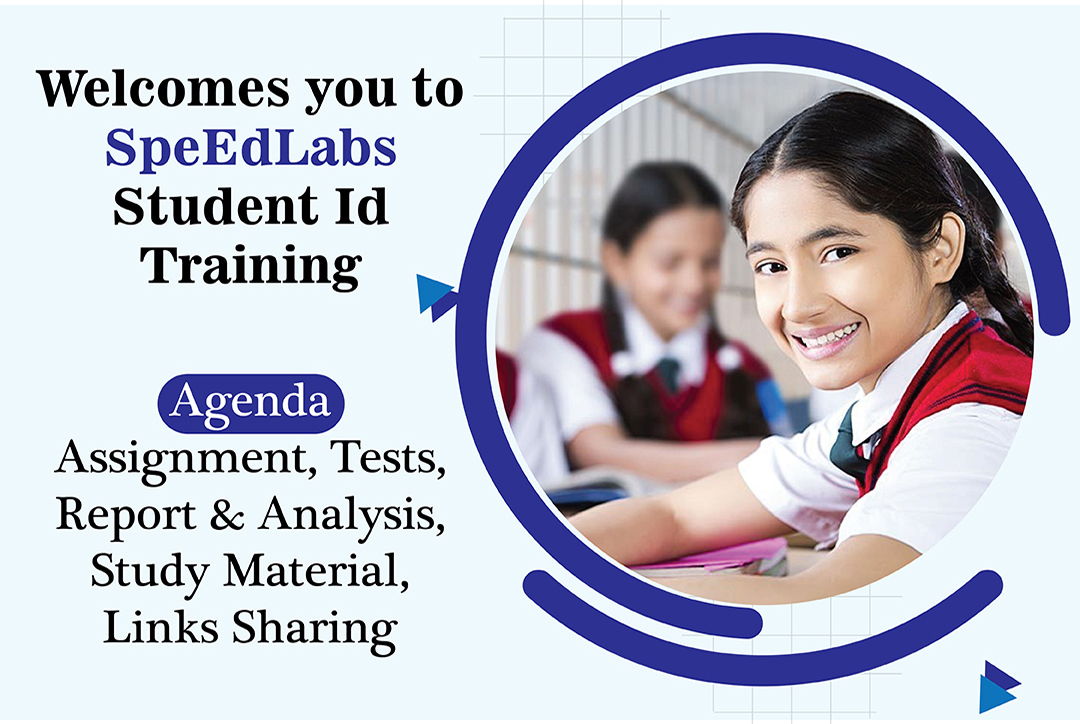 Welcomes you to
SpeEdLabs
Student Id
Training
Agenda
Assignment, Tests,
Report & Analysis,
Study Material,
Links Sharing